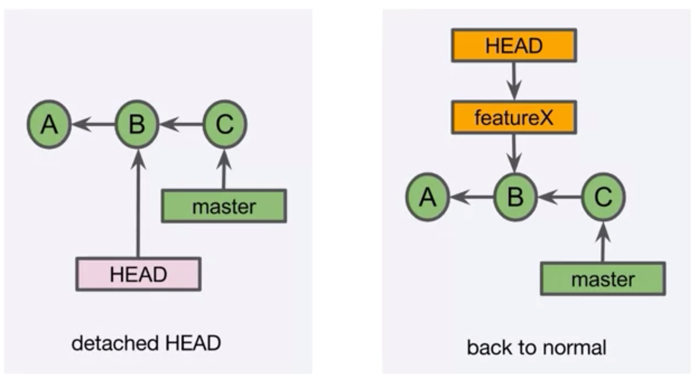 A
B
C
master
HEAD
detached HEAD
HEAD
featureX
A
B
C
master
back to normal